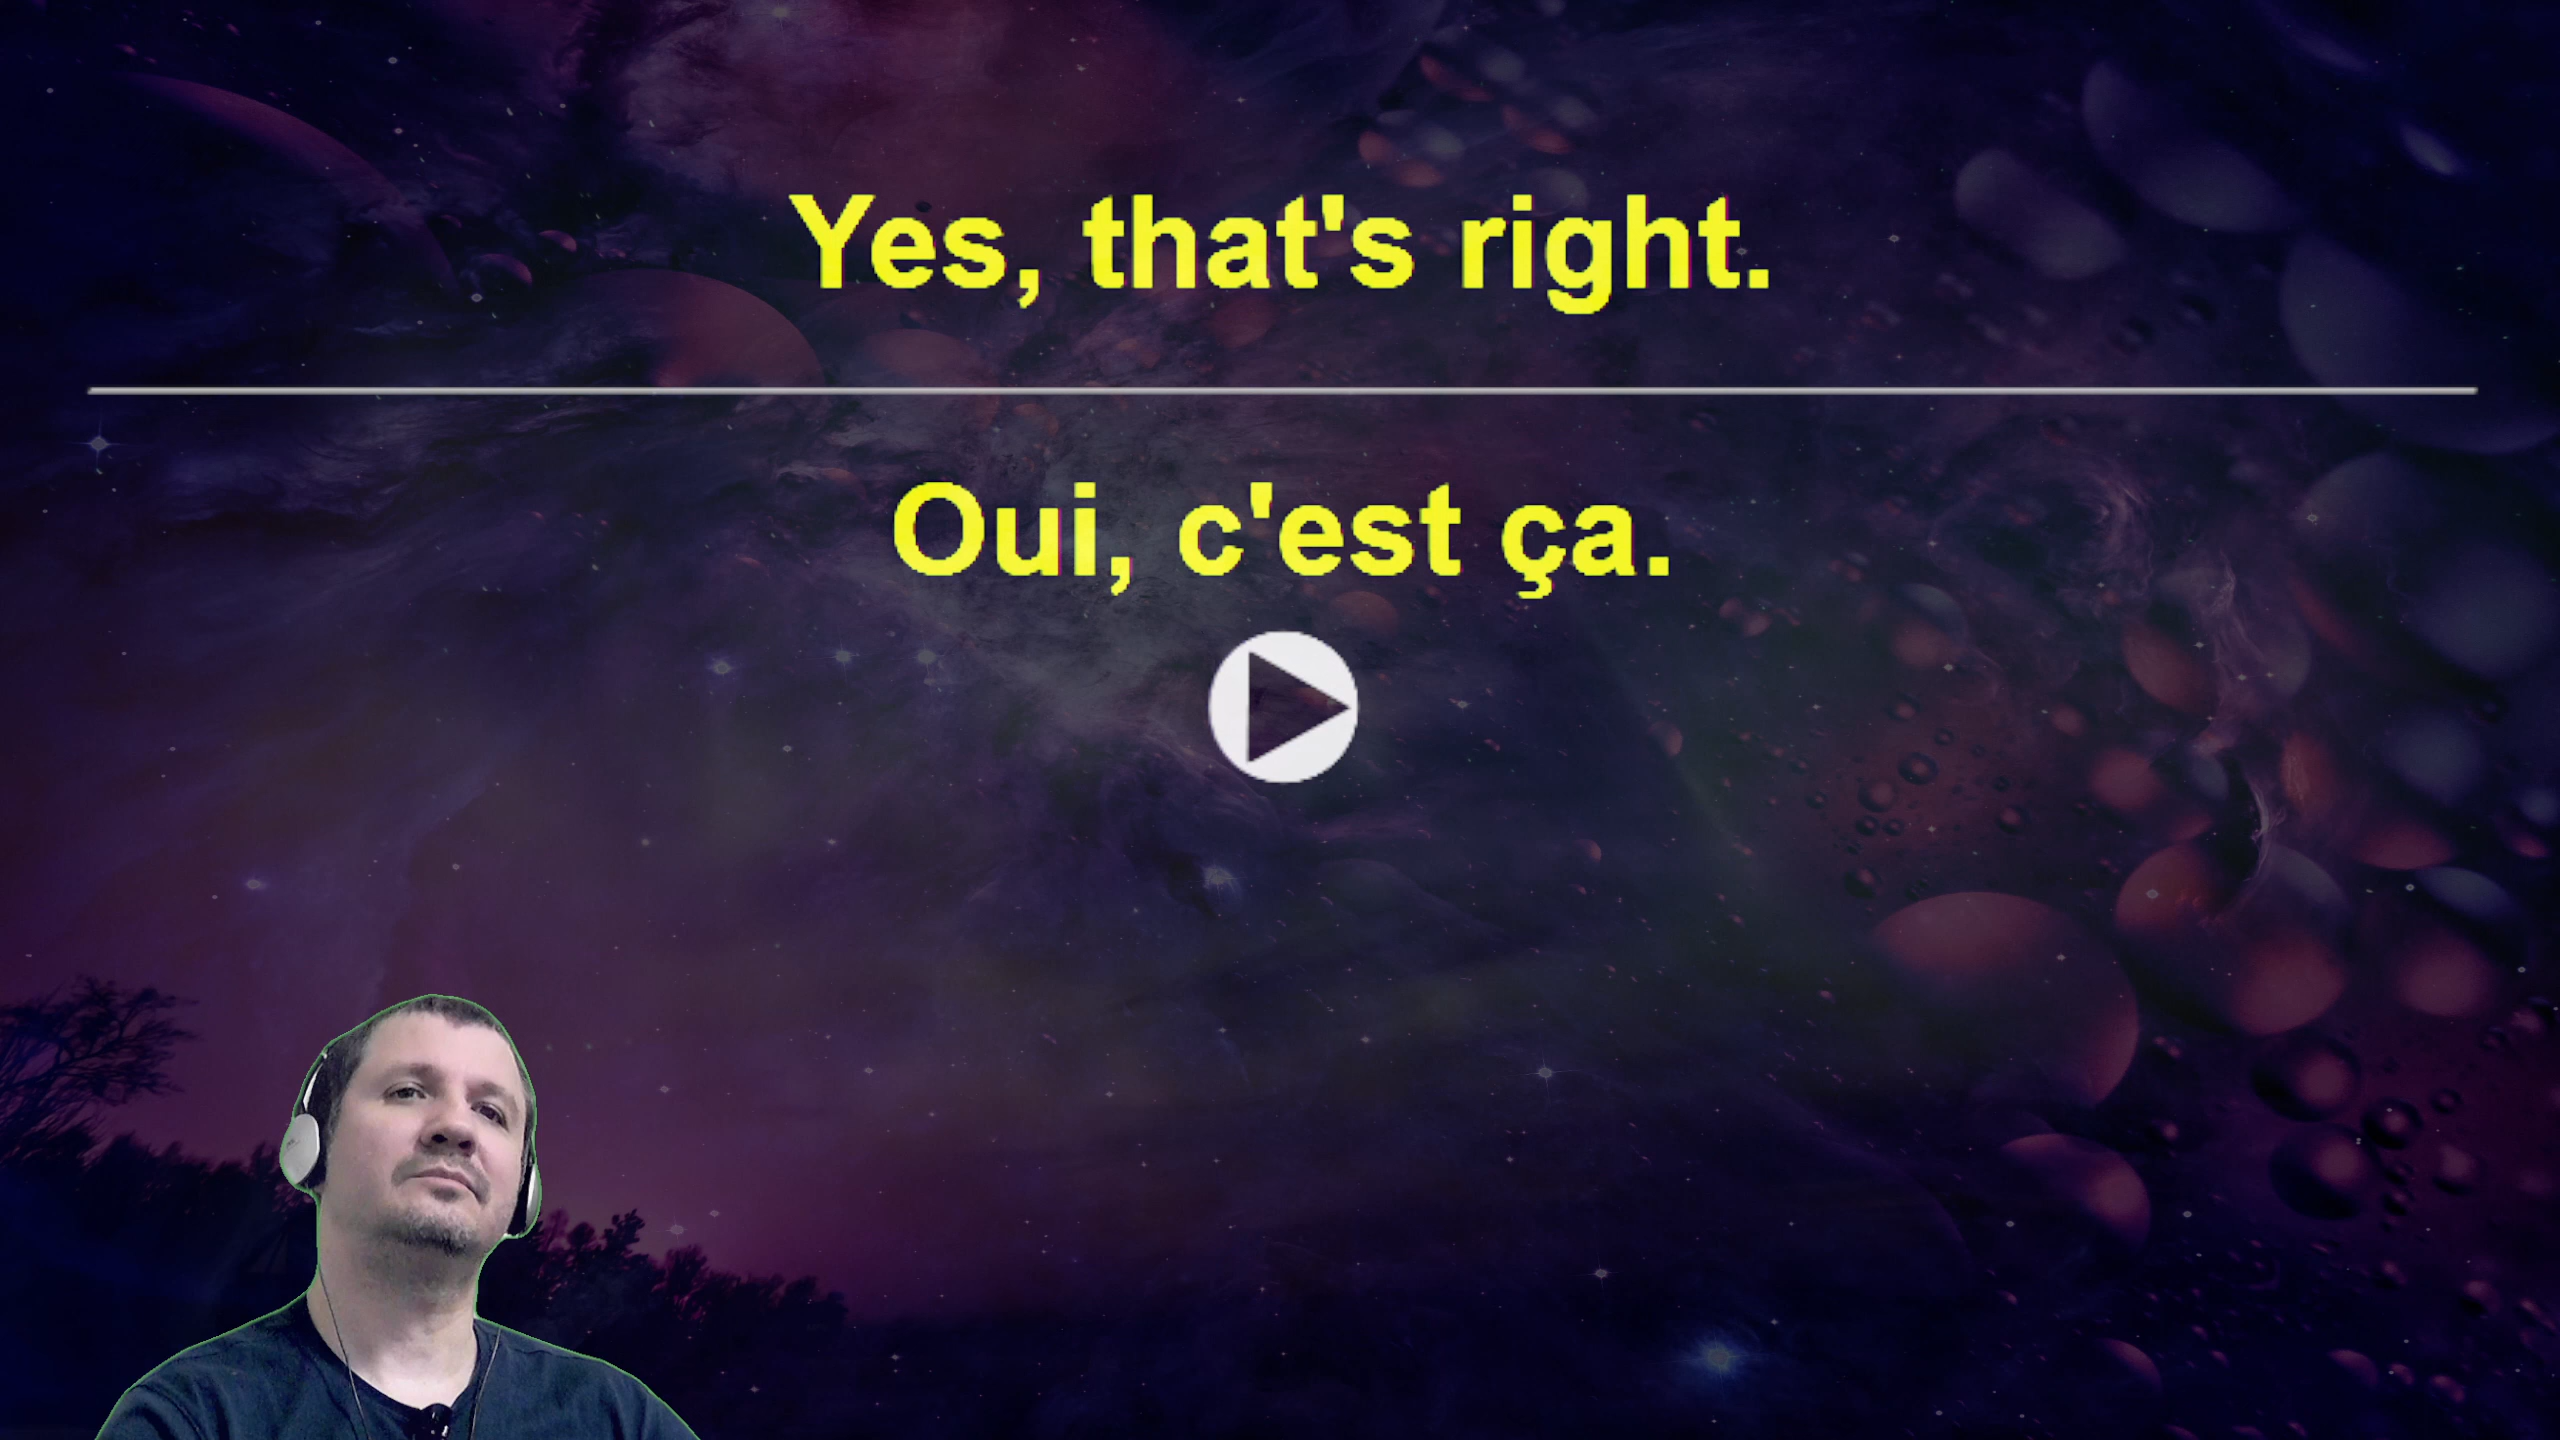 Yes, that's right.
Oui, c'est ça.